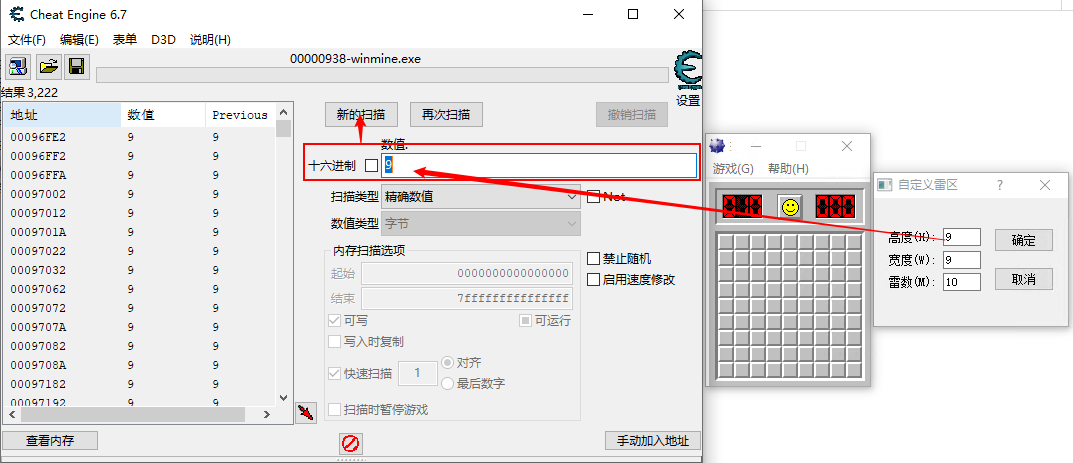 Cheat Engine 6.7
文件(F) 编辑(E) 表单 D3D 说明(H)
00000938-winmine.exe
设置
结果 3,222
地址 数值 Previous
00096FE2 9 9
00096FF2 9 9
00096FFA 9 9
00097002 9 9
00097012 9 9
0009701A 9 9
00097022 9 9
00097032 9 9
00097062 9 9
00097072 9 9
0009707A 9 9
00097082 9 9
0009708A 9 9
00097182 9 9
00097192 9 9
新的扫描 再次扫描 撤销扫描
数值:
十六进制 9
扫描类型 精确数值 Not
数值类型 字节
内存扫描选项
起始 0000000000000000
结束 7fffffffffffffff
可写 可运行
写入时复制
快速扫描 1 对齐
最后数字
扫描时暂停游戏
禁止随机
启用速度修改
查看内存 手动加入地址
游戏(G) 帮助(H)
自定义雷区 ?
高度(H): 9 确定
宽度(W): 9
雷数(M): 10 取消